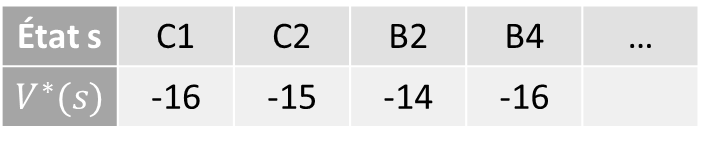 État s C1 C2 B2 B4 ...
V*(s) -16 -15 -14 -16